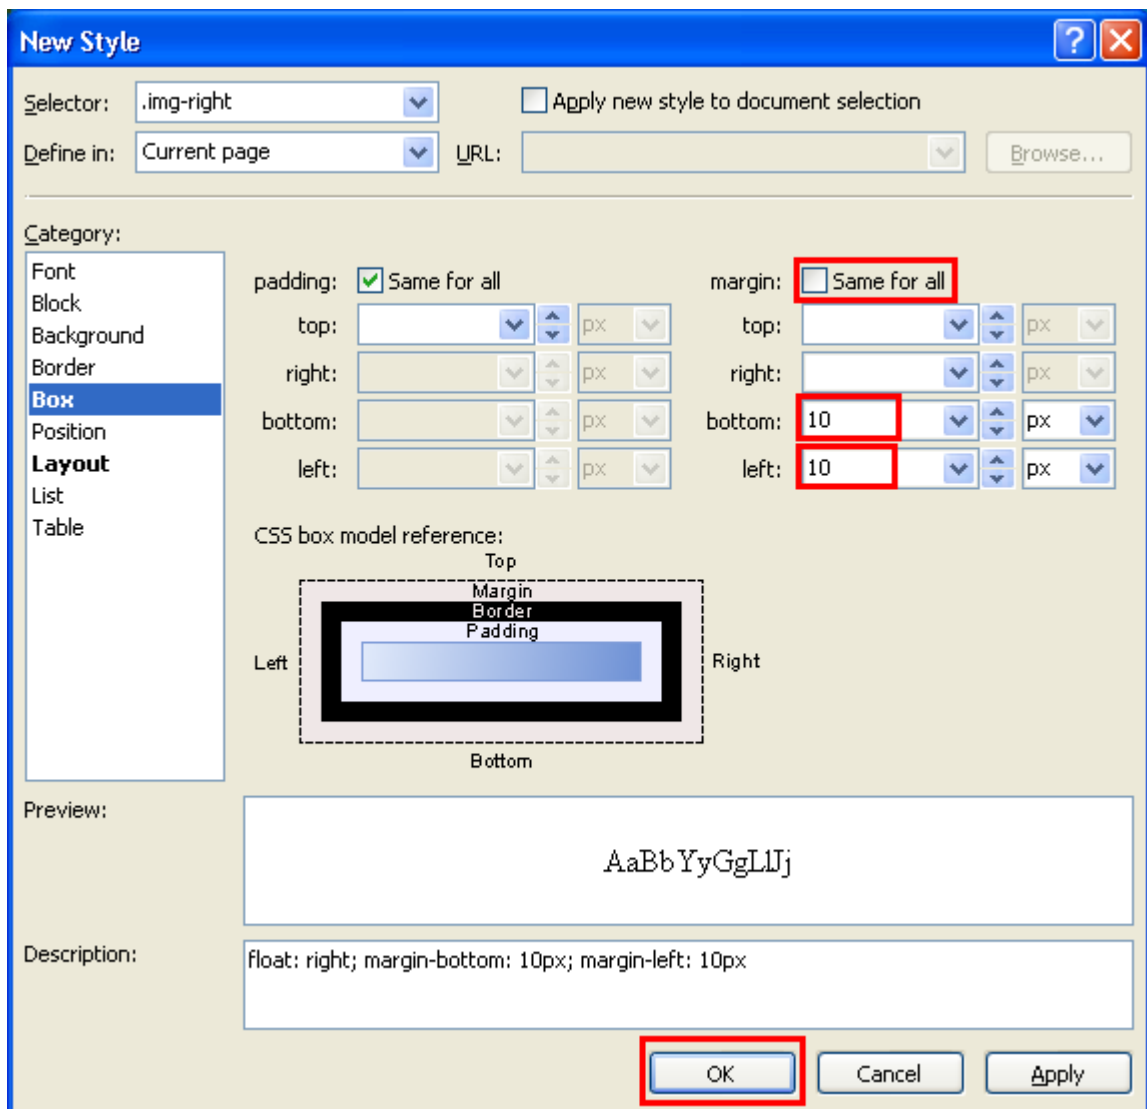 New Style
Selector: .img-right Apply new style to document selection
Define in: Current page URL: Browse...
Category:
Font
Block
Background
Border
Box
Position
Layout
List
Table
padding: Same for all margin: Same for all
top: px top: px
right: px right: px
bottom: px bottom: 10 px
left: px left: 10 px
CSS box model reference:
Top
Margin
Border
Padding
Left Right
Bottom
Preview: AaBbYyGgLlJj
Description: float: right; margin-bottom: 10px; margin-left: 10px
OK Cancel Apply